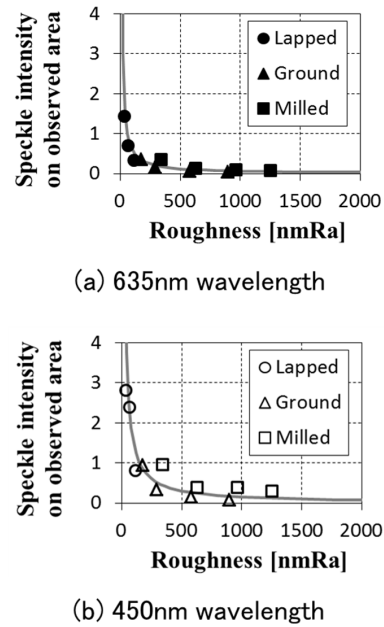 4
3
2
1
0
Speckle intensity
on observed area
Lapped
Ground
Milled
0 500 1000 1500 2000
Roughness [nmRa]
(a) 635nm wavelength
4
3
2
1
0
Speckle intensity
on observed area
Lapped
Ground
Milled
0 500 1000 1500 2000
Roughness [nmRa]
(b) 450nm wavelength